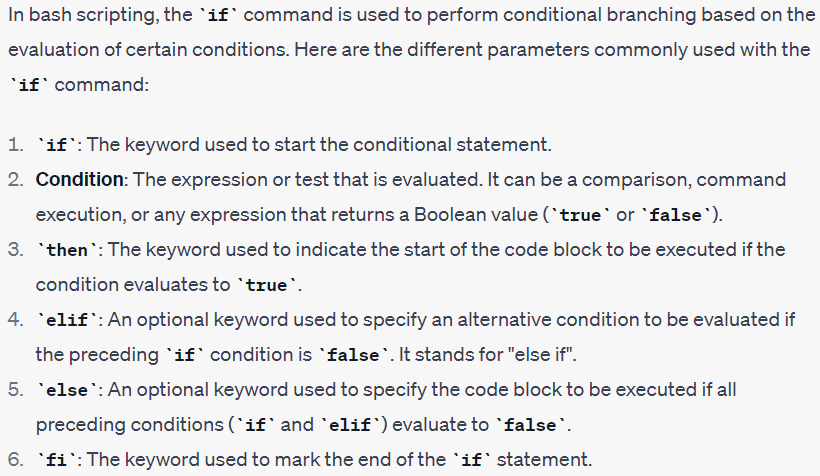 In bash scripting, the `if` command is used to perform conditional branching based on the
evaluation of certain conditions. Here are the different parameters commonly used with the
`if` command:
1. `if`: The keyword used to start the conditional statement.
2. Condition: The expression or test that is evaluated. It can be a comparison, command
execution, or any expression that returns a Boolean value (`true` or `false`).
3. `then`: The keyword used to indicate the start of the code block to be executed if the
condition evaluates to `true`.
4. `elif`: An optional keyword used to specify an alternative condition to be evaluated if
the preceding `if` condition is `false`. It stands for "else if".
5. `else`: An optional keyword used to specify the code block to be executed if all
preceding conditions (`if` and `elif`) evaluate to `false`.
6. `fi`: The keyword used to mark the end of the `if` statement.